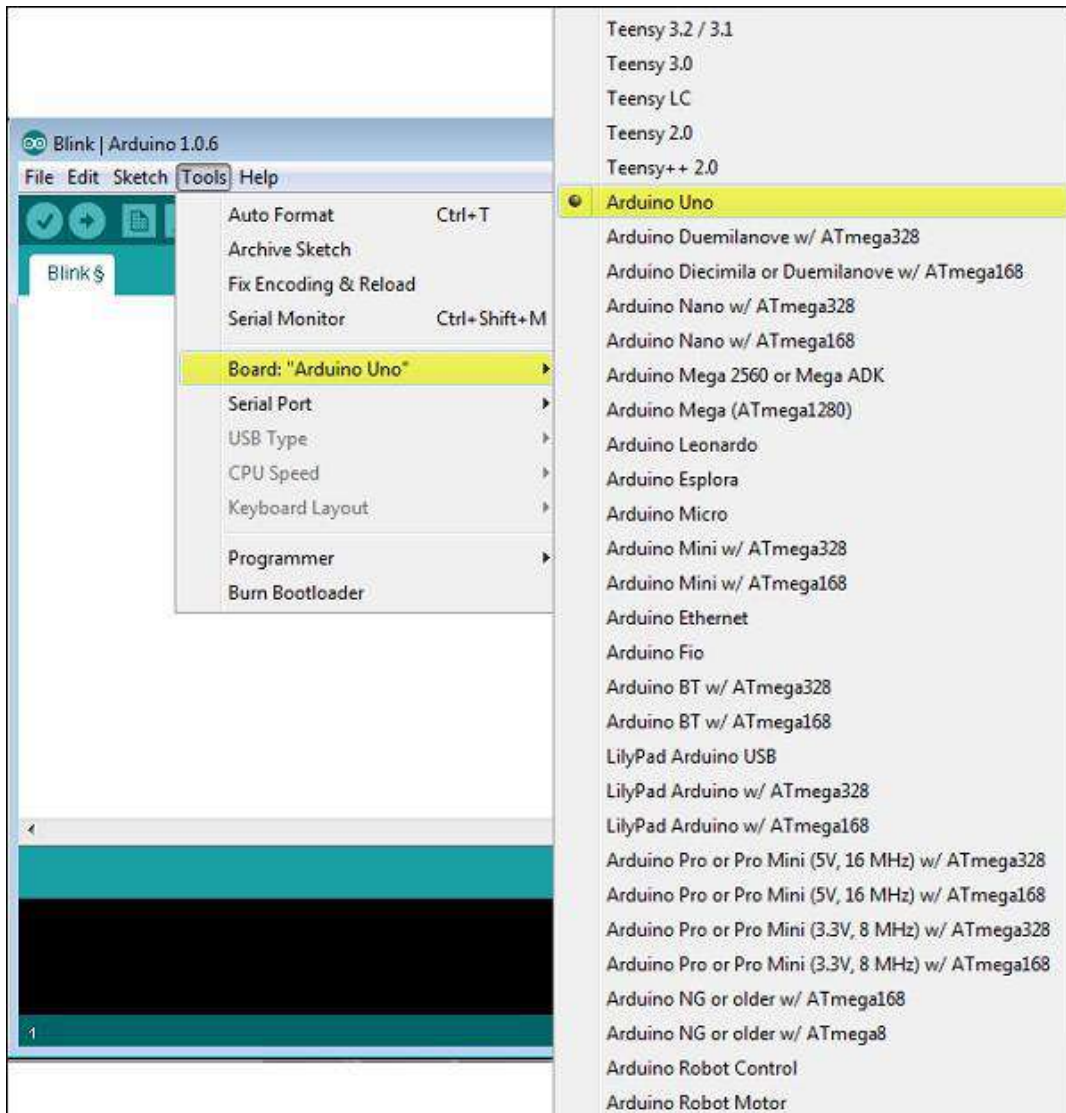 Blink | Arduino 1.0.6
File Edit Sketch Tools Help
Blink §
Auto Format Ctrl+T
Archive Sketch
Fix Encoding & Reload
Serial Monitor Ctrl+Shift+M
Board: "Arduino Uno"
Serial Port
USB Type
CPU Speed
Keyboard Layout
Programmer
Burn Bootloader
1
Teensy 3.2 / 3.1
Teensy 3.0
Teensy LC
Teensy 2.0
Teensy++ 2.0
Arduino Uno
Arduino Duemilanove w/ ATmega328
Arduino Diecimila or Duemilanove w/ ATmega168
Arduino Nano w/ ATmega328
Arduino Nano w/ ATmega168
Arduino Mega 2560 or Mega ADK
Arduino Mega (ATmega1280)
Arduino Leonardo
Arduino Esplora
Arduino Micro
Arduino Mini w/ ATmega328
Arduino Mini w/ ATmega168
Arduino Ethernet
Arduino Fio
Arduino BT w/ ATmega328
Arduino BT w/ ATmega168
LilyPad Arduino USB
LilyPad Arduino w/ ATmega328
LilyPad Arduino w/ ATmega168
Arduino Pro or Pro Mini (5V, 16 MHz) w/ ATmega328
Arduino Pro or Pro Mini (5V, 16 MHz) w/ ATmega168
Arduino Pro or Pro Mini (3.3V, 8 MHz) w/ ATmega328
Arduino Pro or Pro Mini (3.3V, 8 MHz) w/ ATmega168
Arduino NG or older w/ ATmega168
Arduino NG or older w/ ATmega8
Arduino Robot Control
Arduino Robot Motor